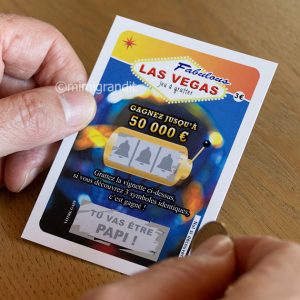 ©mimigrandit
Fabulous
LAS VEGAS
jeu à gratter
3€
GAGNEZ JUSQU'À
50 000 €
Grattez la vignette ci-dessus,
si vous découvrez 3 symboles identiques,
c'est gagné !
TU VAS ÊTRE
PAPI !